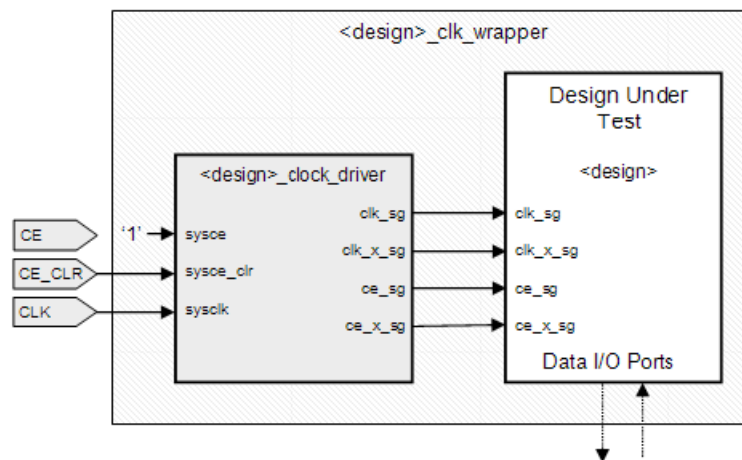 <design>_clk_wrapper
Design Under
Test
<design>
<design>_clock_driver
CE
CE_CLR
CLK
'1'
sysce
sysce_clr
sysclk
clk_sg
clk_x_sg
ce_sg
ce_x_sg
clk_sg
clk_x_sg
ce_sg
ce_x_sg
Data I/O Ports